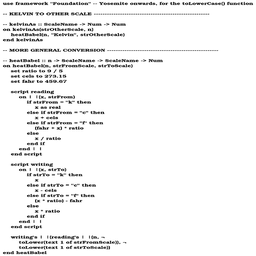 use framework "Foundation" -- Yosemite onwards, for the toLowerCase() function
-- KELVIN TO OTHER SCALE -----------------------------------------------
-- kelvinAs :: ScaleName -> Num -> Num
on kelvinAs(strOtherScale, n)
heatBabel(n, "Kelvin", strOtherScale)
end kelvinAs
-- MORE GENERAL CONVERSION -----------------------------------------------
-- heatBabel :: n -> ScaleName -> ScaleName -> Num
on heatBabel(n, strFromScale, strToScale)
set ratio to 9 / 5
set cels to 273.15
set fahr to 459.67
script reading
on | |(x, strFrom)
if strFrom = "k" then
x as real
else if strFrom = "c" then
x + cels
else if strFrom = "f" then
(fahr + x) * ratio
else
x / ratio
end if
end | |
end script
script writing
on | |(x, strTo)
if strTo = "k" then
x
else if strTo = "c" then
x - cels
else if strTo = "f" then
(x * ratio) - fahr
else
x * ratio
end if
end | |
end script
writing's | |(reading's | |(n, ¬
toLower(text 1 of strFromScale)), ¬
toLower(text 1 of strToScale))
end heatBabel